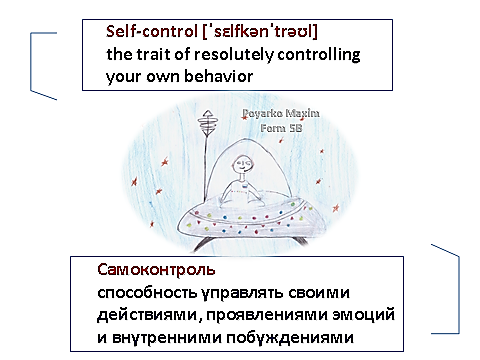 Self-control [ˈsɛlfkənˈtrəʊl]
the trait of resolutely controlling
your own behavior
Poyarko Maxim
Form 5B
Самоконтроль
способность управлять своими
действиями, проявлениями эмоций
и внутренними побуждениями